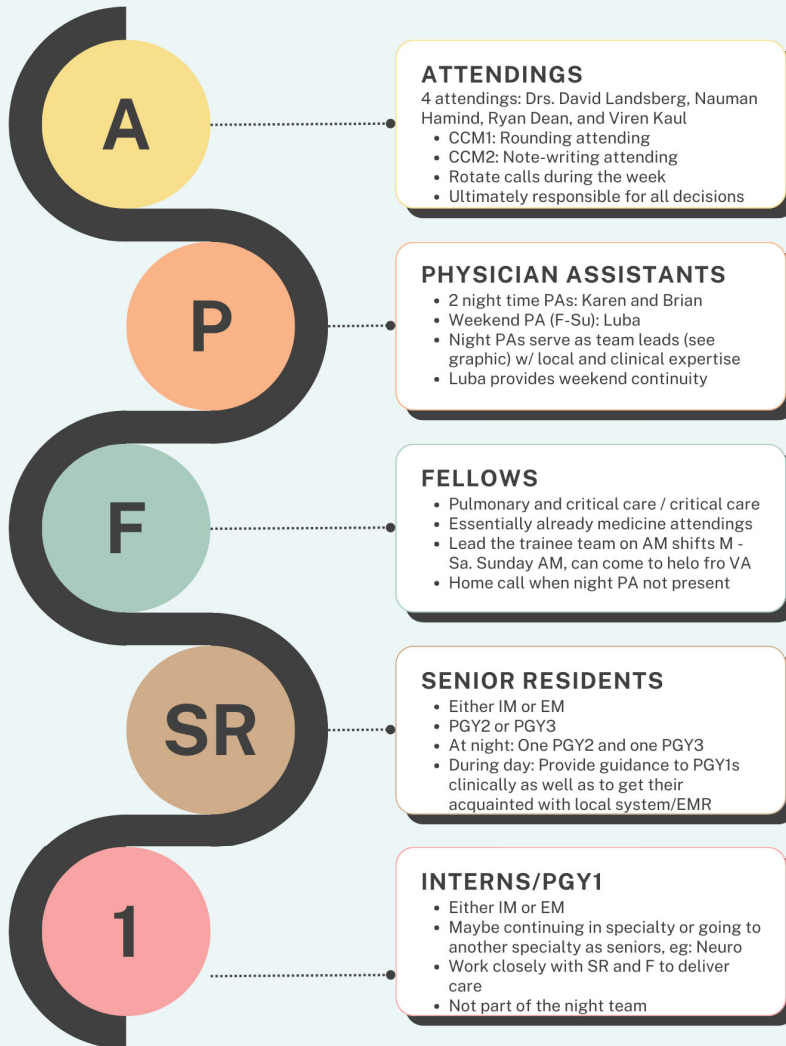 A
ATTENDINGS
4 attendings: Drs. David Landsberg, Nauman
Hamind, Ryan Dean, and Viren Kaul
• CCM1: Rounding attending
• CCM2: Note-writing attending
• Rotate calls during the week
• Ultimately responsible for all decisions
P
PHYSICIAN ASSISTANTS
• 2 night time PAs: Karen and Brian
• Weekend PA (F-Su): Luba
• Night PAs serve as team leads (see
graphic) w/ local and clinical expertise
• Luba provides weekend continuity
F
FELLOWS
• Pulmonary and critical care / critical care
• Essentially already medicine attendings
• Lead the trainee team on AM shifts M -
Sa. Sunday AM, can come to helo fro VA
• Home call when night PA not present
SR
SENIOR RESIDENTS
• Either IM or EM
• PGY2 or PGY3
• At night: One PGY2 and one PGY3
• During day: Provide guidance to PGY1s
clinically as well as to get their
acquainted with local system/EMR
1
INTERNS/PGY1
• Either IM or EM
• Maybe continuing in specialty or going to
another specialty as seniors, eg: Neuro
• Work closely with SR and F to deliver
care
• Not part of the night team